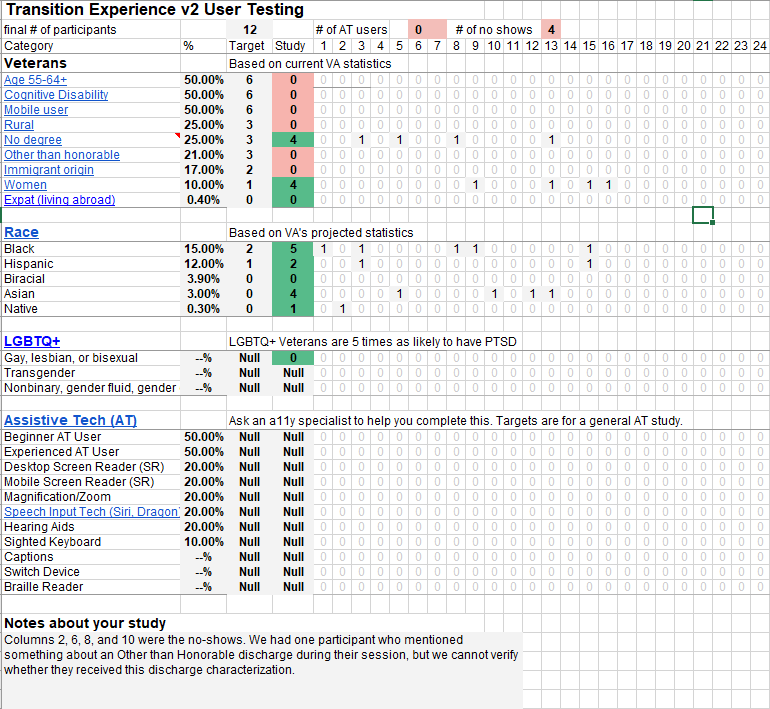 Transition Experience v2 User Testing
final # of participants 12 # of AT users 0 # of no shows 4
Category % Target Study 1 2 3 4 5 6 7 8 9 10 11 12 13 14 15 16 17 18 19 20 21 22 23 24
Veterans Based on current VA statistics
Age 55-64+ 50.00% 6 0 0 0 0 0 0 0 0 0 0 0 0 0 0 0 0 0 0 0 0 0 0 0 0 0
Cognitive Disability 50.00% 6 0 0 0 0 0 0 0 0 0 0 0 0 0 0 0 0 0 0 0 0 0 0 0 0 0
Mobile user 50.00% 6 0 0 0 0 0 0 0 0 0 0 0 0 0 0 0 0 0 0 0 0 0 0 0 0 0
Rural 25.00% 3 0 0 0 0 0 0 0 0 0 0 0 0 0 0 0 0 0 0 0 0 0 0 0 0 0
No degree 25.00% 3 4 0 0 1 0 1 0 0 1 0 0 0 0 1 0 0 0 0 0 0 0 0 0 0 0
Other than honorable 21.00% 3 0 0 0 0 0 0 0 0 0 0 0 0 0 0 0 0 0 0 0 0 0 0 0 0 0
Immigrant origin 17.00% 2 0 0 0 0 0 0 0 0 0 0 0 0 0 0 0 0 0 0 0 0 0 0 0 0 0
Women 10.00% 1 4 0 0 0 0 0 0 0 0 1 0 0 0 1 0 1 1 0 0 0 0 0 0 0 0
Expat (living abroad) 0.40% 0 0 0 0 0 0 0 0 0 0 0 0 0 0 0 0 0 0 0 0 0 0 0 0 0 0
Race Based on VA's projected statistics
Black 15.00% 2 5 1 0 1 0 0 0 0 1 1 0 0 0 0 0 1 0 0 0 0 0 0 0 0 0
Hispanic 12.00% 1 2 0 0 1 0 0 0 0 0 0 0 0 0 0 0 1 0 0 0 0 0 0 0 0 0
Biracial 3.90% 0 0 0 0 0 0 0 0 0 0 0 0 0 0 0 0 0 0 0 0 0 0 0 0 0 0
Asian 3.00% 0 4 0 0 0 0 1 0 0 0 0 1 0 1 1 0 0 0 0 0 0 0 0 0 0 0
Native 0.30% 0 1 0 1 0 0 0 0 0 0 0 0 0 0 0 0 0 0 0 0 0 0 0 0 0 0
LGBTQ+ LGBTQ+ Veterans are 5 times as likely to have PTSD
Gay, lesbian, or bisexual --% Null 0 0 0 0 0 0 0 0 0 0 0 0 0 0 0 0 0 0 0 0 0 0 0 0 0
Transgender --% Null Null 0 0 0 0 0 0 0 0 0 0 0 0 0 0 0 0 0 0 0 0 0 0 0 0
Nonbinary, gender fluid, gender --% Null Null 0 0 0 0 0 0 0 0 0 0 0 0 0 0 0 0 0 0 0 0 0 0 0 0
Assistive Tech (AT) Ask an a11y specialist to help you complete this. Targets are for a general AT study.
Beginner AT User 50.00% Null Null 0 0 0 0 0 0 0 0 0 0 0 0 0 0 0 0 0 0 0 0 0 0 0 0
Experienced AT User 50.00% Null Null 0 0 0 0 0 0 0 0 0 0 0 0 0 0 0 0 0 0 0 0 0 0 0 0
Desktop Screen Reader (SR) 20.00% Null Null 0 0 0 0 0 0 0 0 0 0 0 0 0 0 0 0 0 0 0 0 0 0 0 0
Mobile Screen Reader (SR) 20.00% Null Null 0 0 0 0 0 0 0 0 0 0 0 0 0 0 0 0 0 0 0 0 0 0 0 0
Magnification/Zoom 20.00% Null Null 0 0 0 0 0 0 0 0 0 0 0 0 0 0 0 0 0 0 0 0 0 0 0 0
Speech Input Tech (Siri, Dragon 20.00% Null Null 0 0 0 0 0 0 0 0 0 0 0 0 0 0 0 0 0 0 0 0 0 0 0 0
Hearing Aids 20.00% Null Null 0 0 0 0 0 0 0 0 0 0 0 0 0 0 0 0 0 0 0 0 0 0 0 0
Sighted Keyboard 10.00% Null Null 0 0 0 0 0 0 0 0 0 0 0 0 0 0 0 0 0 0 0 0 0 0 0 0
Captions --% Null Null 0 0 0 0 0 0 0 0 0 0 0 0 0 0 0 0 0 0 0 0 0 0 0 0
Switch Device --% Null Null 0 0 0 0 0 0 0 0 0 0 0 0 0 0 0 0 0 0 0 0 0 0 0 0
Braille Reader --% Null Null 0 0 0 0 0 0 0 0 0 0 0 0 0 0 0 0 0 0 0 0 0 0 0 0
Notes about your study
Columns 2, 6, 8, and 10 were the no-shows. We had one participant who mentioned
something about an Other than Honorable discharge during their session, but we cannot verify
whether they received this discharge characterization.